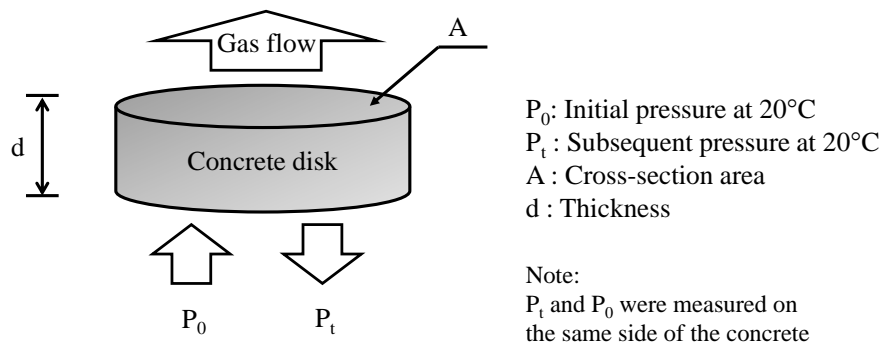 Gas flow
A
d
Concrete disk
P₀
Pₜ
P₀: Initial pressure at 20°C
Pₜ : Subsequent pressure at 20°C
A : Cross-section area
d : Thickness
Note:
Pₜ and P₀ were measured on
the same side of the concrete